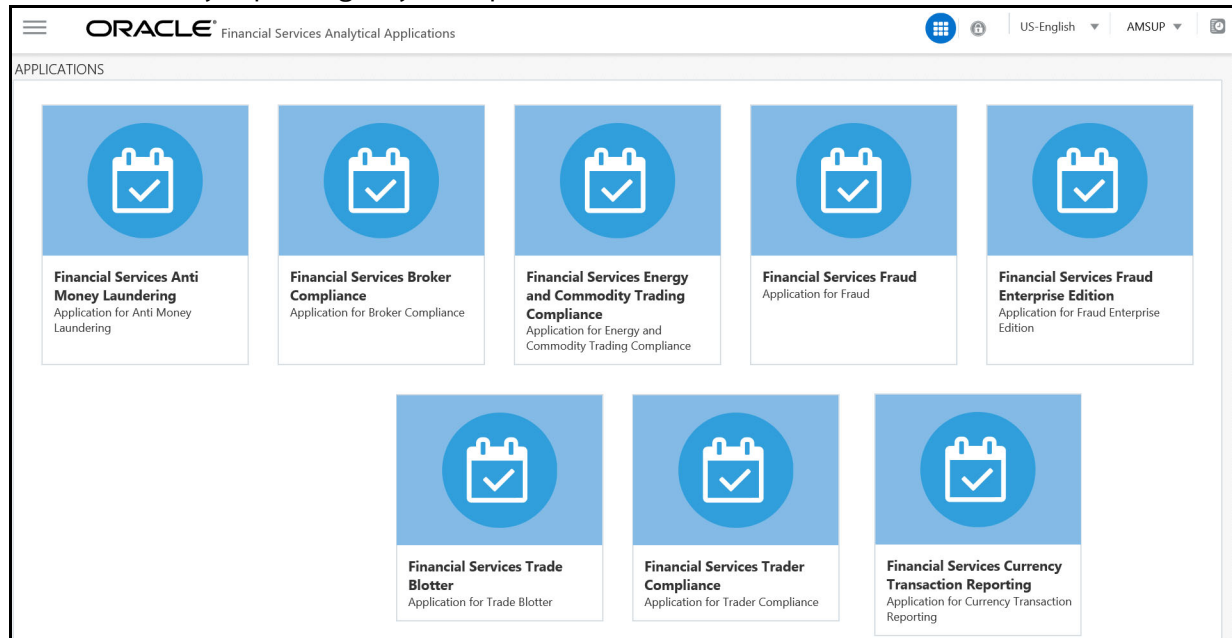 ORACLE® Financial Services Analytical Applications
US-English
AMSUP
APPLICATIONS
Financial Services Anti
Money Laundering
Application for Anti Money
Laundering
Financial Services Broker
Compliance
Application for Broker Compliance
Financial Services Energy
and Commodity Trading
Compliance
Application for Energy and
Commodity Trading Compliance
Financial Services Fraud
Application for Fraud
Financial Services Fraud
Enterprise Edition
Application for Fraud Enterprise
Edition
Financial Services Trade
Blotter
Application for Trade Blotter
Financial Services Trader
Compliance
Application for Trader Compliance
Financial Services Currency
Transaction Reporting
Application for Currency Transaction
Reporting